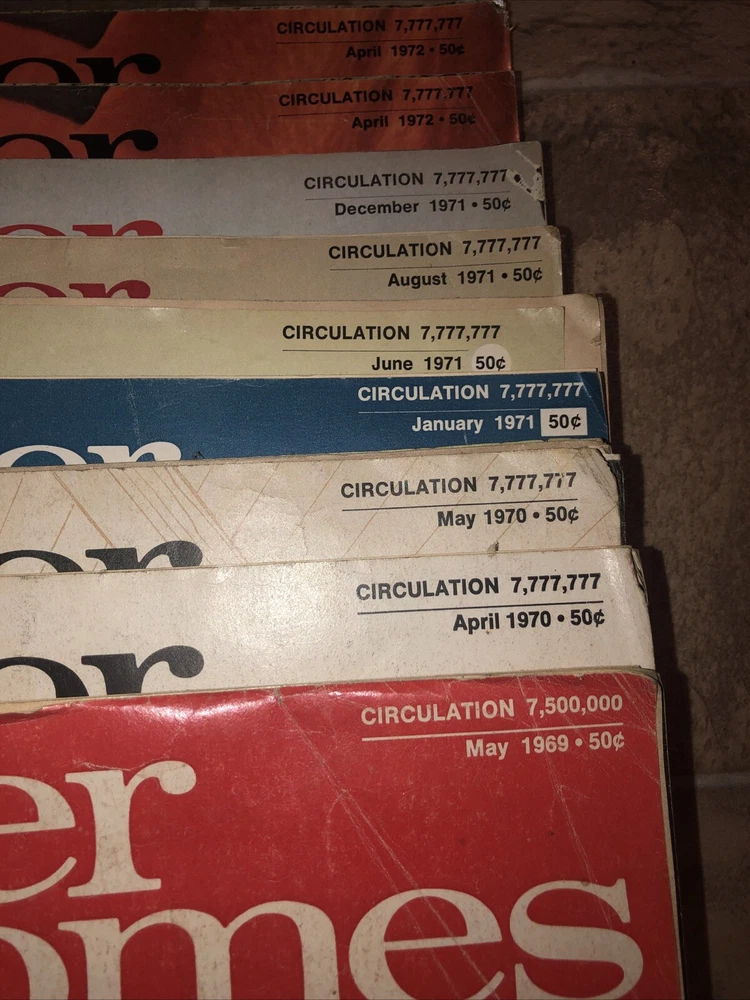 CIRCULATION 7,777,777
April 1972 • 50¢
or
CIRCULATION 7,777,777
April 1972 • 50¢
or
CIRCULATION 7,777,777
December 1971 • 50¢
CIRCULATION 7,777,777
August 1971 • 50¢
CIRCULATION 7,777,777
June 1971 50¢
CIRCULATION 7,777,777
January 1971 50¢
CIRCULATION 7,777,777
May 1970 • 50¢
CIRCULATION 7,777,777
April 1970 • 50¢
CIRCULATION 7,500,000
May 1969 • 50¢
er
omes